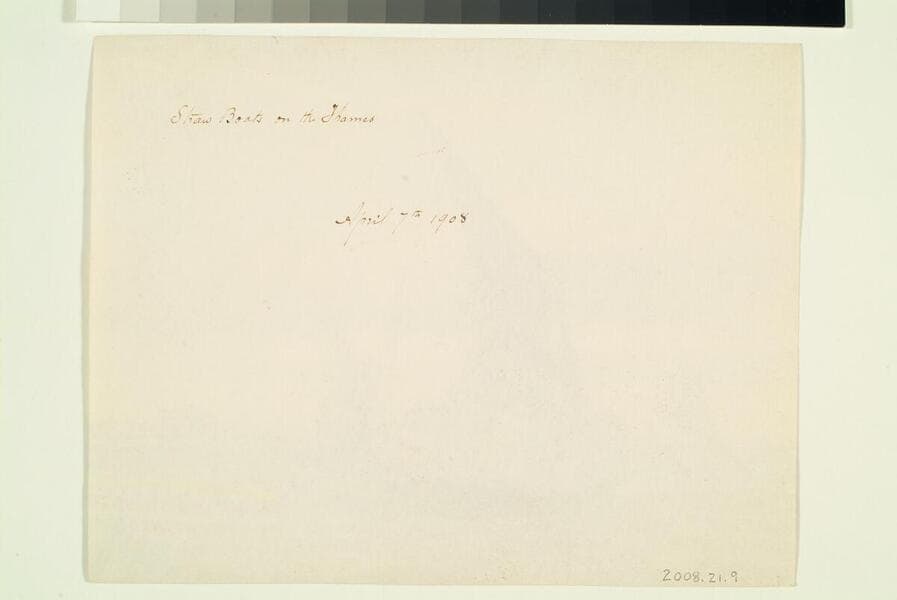 Straw Boats on the Thames
April 7th 1908
2008.21.9